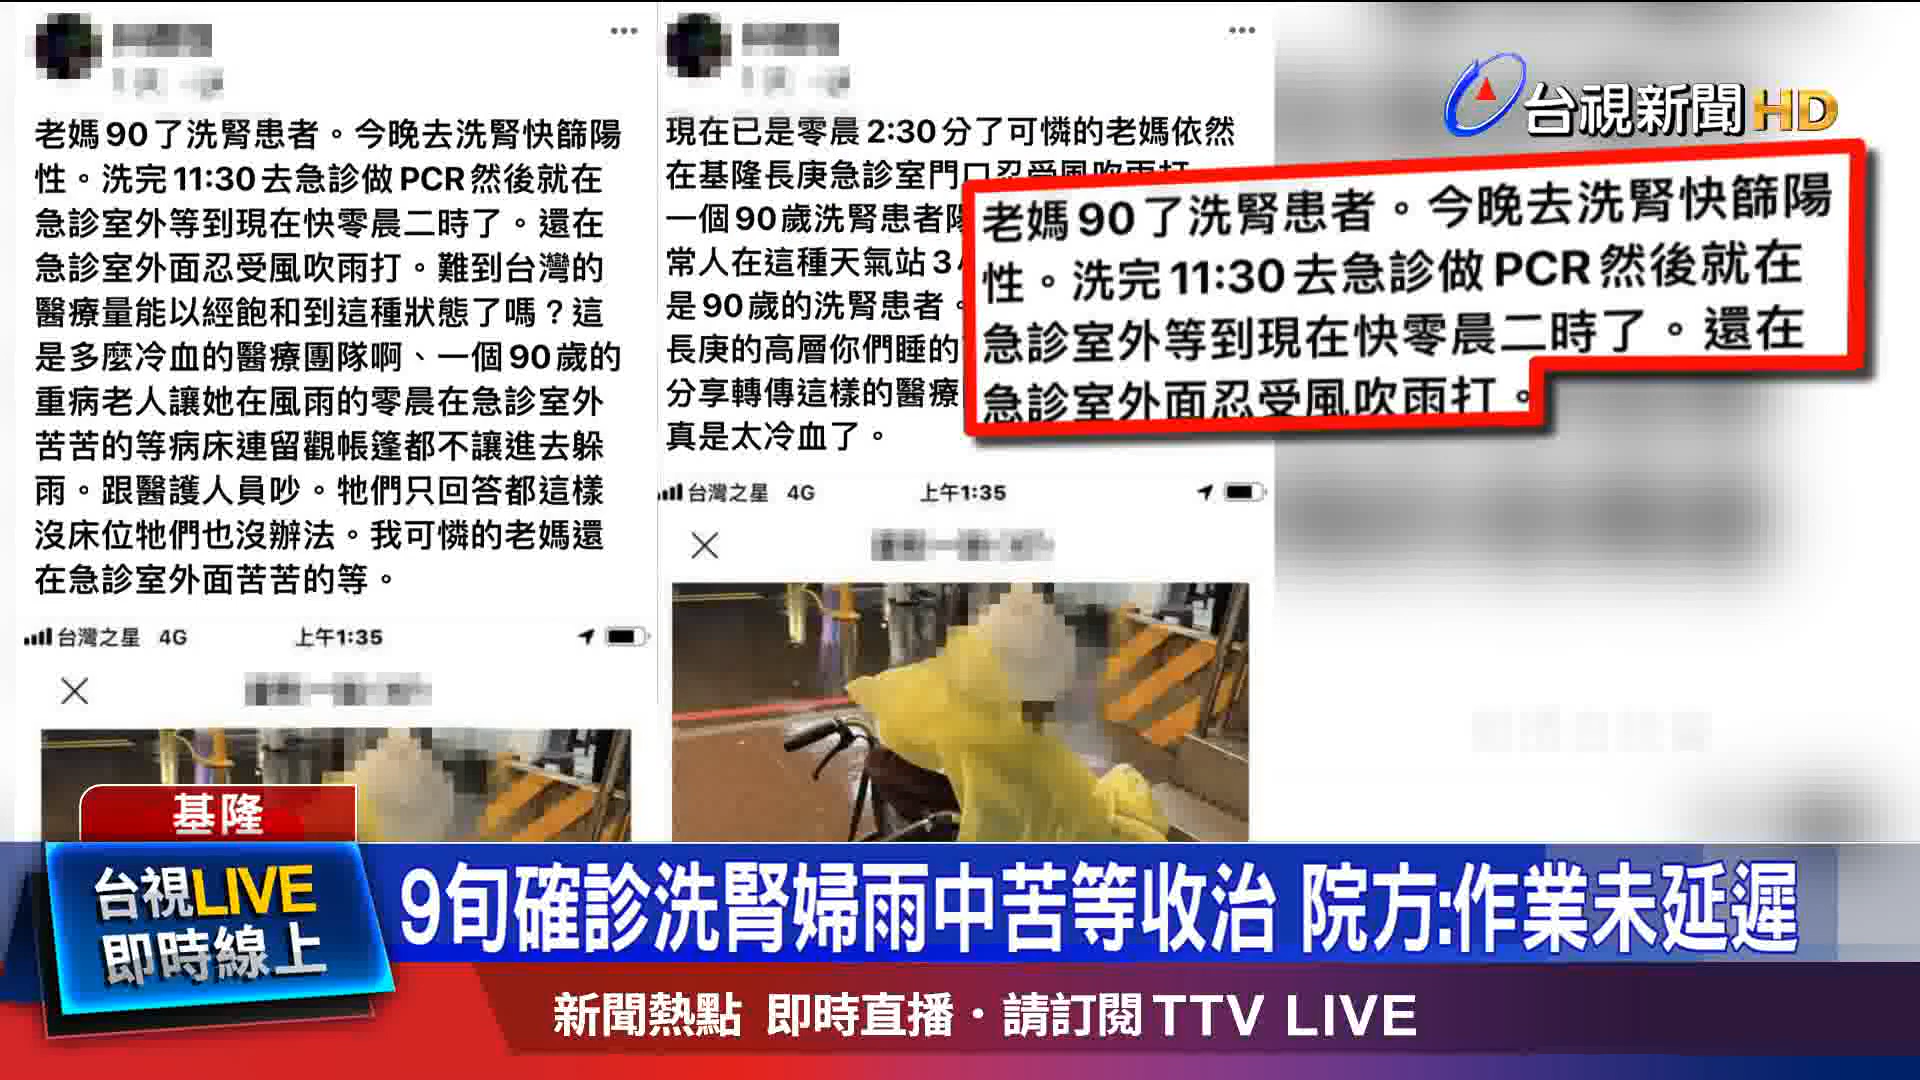 老媽90了洗腎患者。今晚去洗腎快篩陽
性。洗完11:30去急診做PCR然後就在
急診室外等到現在快零晨二時了。還在
急診室外面忍受風吹雨打。難到台灣的
醫療量能以經飽和到這種狀態了嗎？這
是多麼冷血的醫療團隊啊、一個90歲的
重病老人讓她在風雨的零晨在急診室外
苦苦的等病床連留觀帳篷都不讓進去躲
雨。跟醫護人員吵。牠們只回答都這樣
沒床位牠們也沒辦法。我可憐的老媽還
在急診室外面苦苦的等。
台灣之星 4G 上午1:35
現在已是零晨2:30分了可憐的老媽依然
在基隆長庚急診室門口忍受風吹雨打
一個90歲洗腎患者陽
常人在這種天氣站3小
是90歲的洗腎患者。
長庚的高層你們睡的
分享轉傳這樣的醫療
真是太冷血了。
台灣之星 4G 上午1:35
台視新聞HD
老媽90了洗腎患者。今晚去洗腎快篩陽
性。洗完11:30去急診做PCR然後就在
急診室外等到現在快零晨二時了。還在
急診室外面忍受風吹雨打。
基隆
台視LIVE
即時線上
9旬確診洗腎婦雨中苦等收治 院方:作業未延遲
新聞熱點 即時直播·請訂閱TTV LIVE